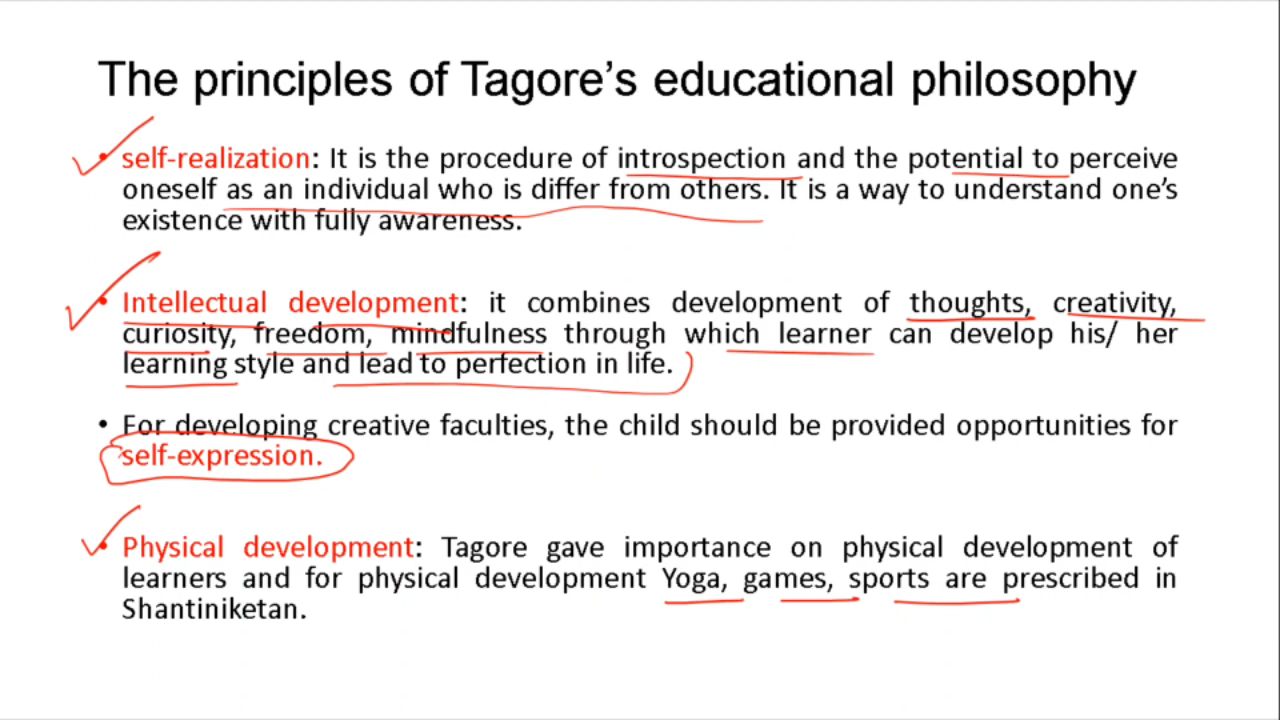 The principles of Tagore’s educational philosophy
• self-realization: It is the procedure of introspection and the potential to perceive
oneself as an individual who is differ from others. It is a way to understand one’s
existence with fully awareness.
• Intellectual development: it combines development of thoughts, creativity,
curiosity, freedom, mindfulness through which learner can develop his/ her
learning style and lead to perfection in life.
• For developing creative faculties, the child should be provided opportunities for
self-expression.
• Physical development: Tagore gave importance on physical development of
learners and for physical development Yoga, games, sports are prescribed in
Shantiniketan.